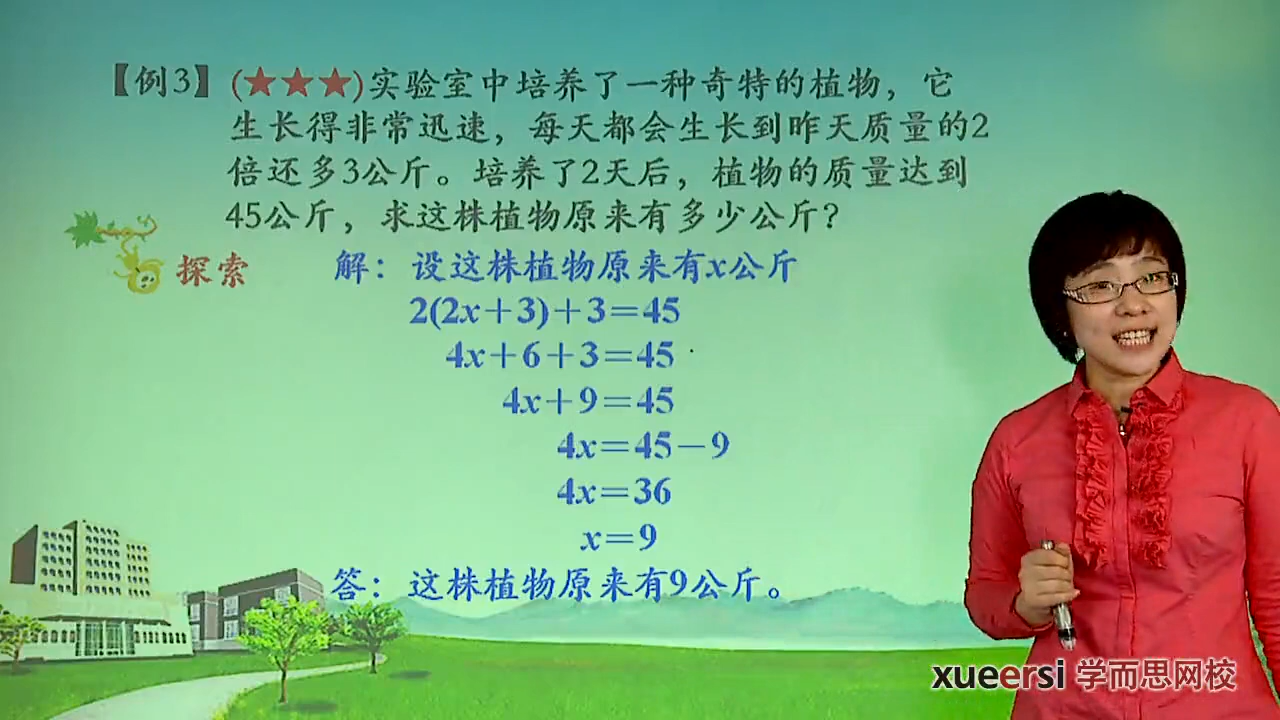 【例3】(★★★)实验室中培养了一种奇特的植物，它
生长得非常迅速，每天都会生长到昨天质量的2
倍还多3公斤。培养了2天后，植物的质量达到
45公斤，求这株植物原来有多少公斤？
探索
解：设这株植物原来有x公斤
2(2x+3)+3=45
4x+6+3=45
4x+9=45
4x=45-9
4x=36
x=9
答：这株植物原来有9公斤。
xueersi 学而思网校